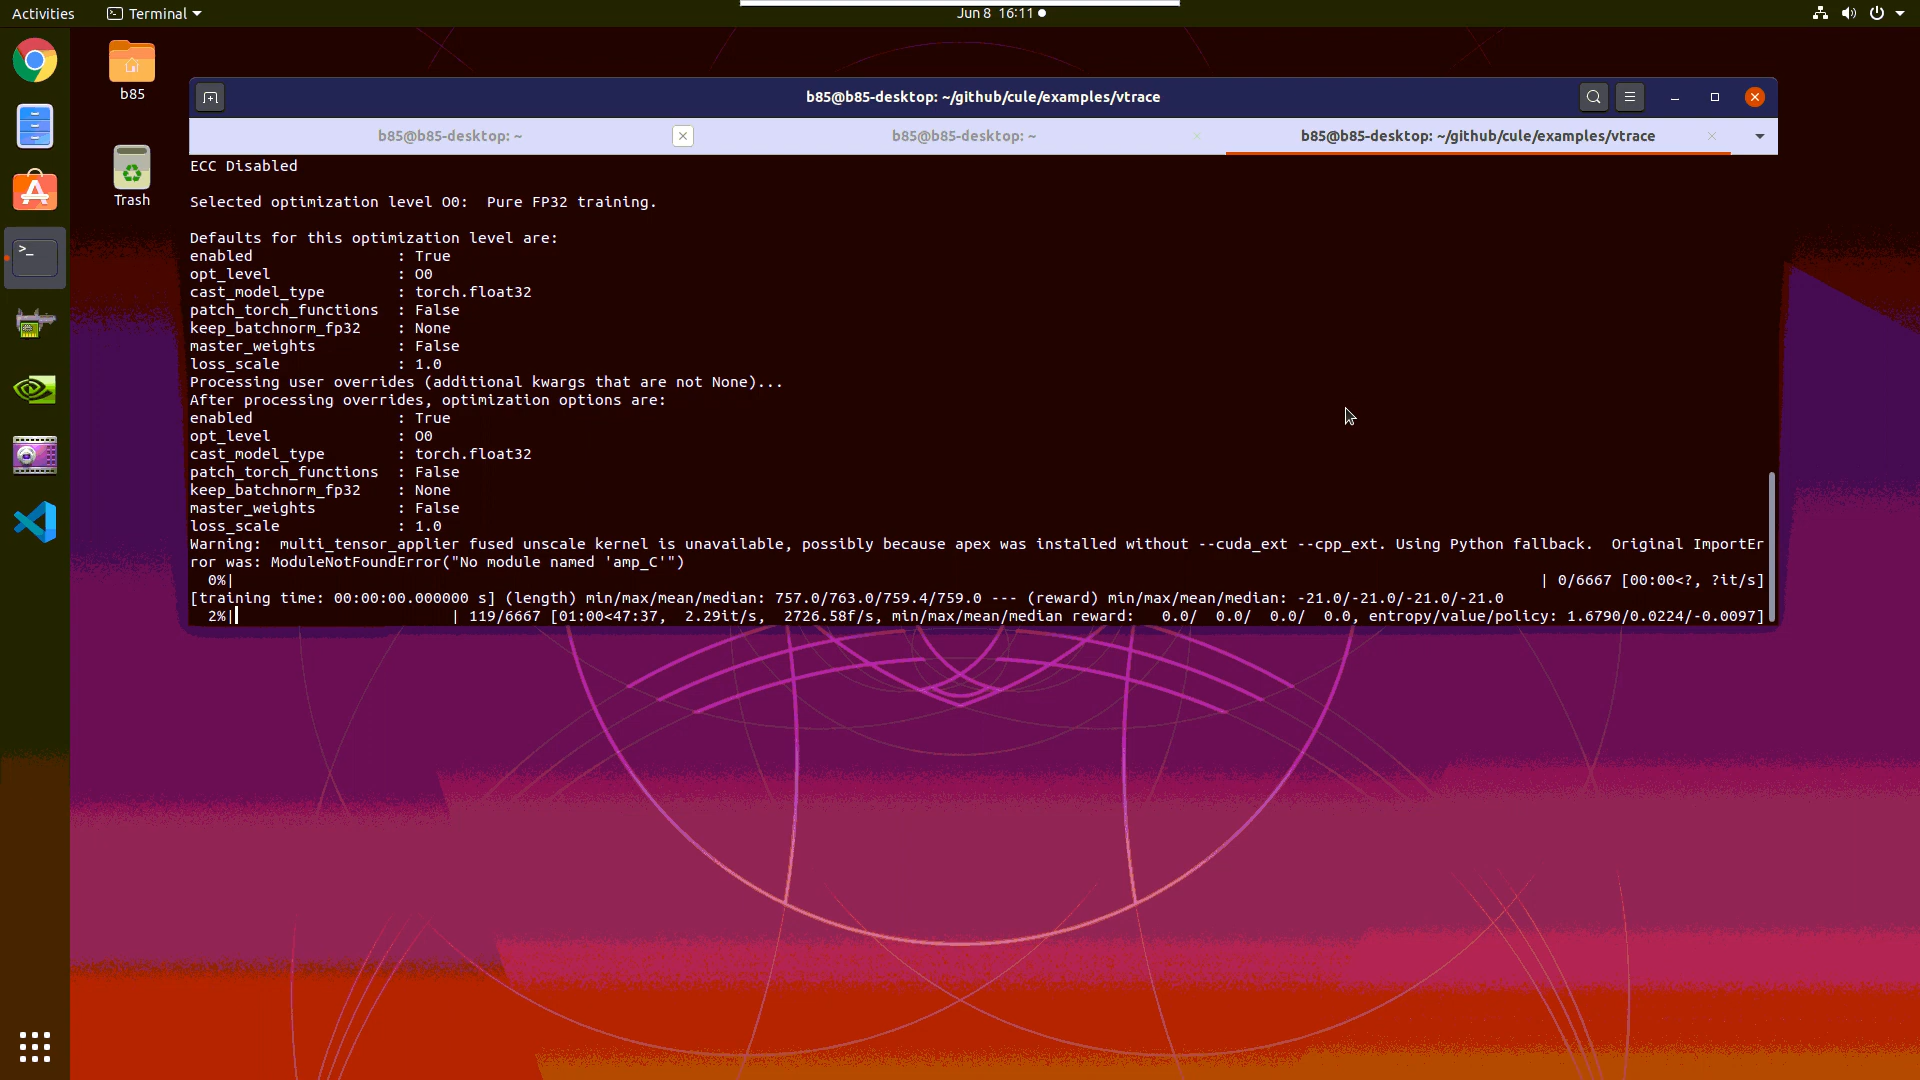 Activities
Terminal
Jun 8 16:11
b85
Trash
b85@b85-desktop: ~/github/cule/examples/vtrace
b85@b85-desktop: ~
b85@b85-desktop: ~
b85@b85-desktop: ~/github/cule/examples/vtrace
ECC Disabled
Selected optimization level O0:  Pure FP32 training.
Defaults for this optimization level are:
enabled                : True
opt_level              : O0
cast_model_type        : torch.float32
patch_torch_functions  : False
keep_batchnorm_fp32    : None
master_weights         : False
loss_scale             : 1.0
Processing user overrides (additional kwargs that are not None)...
After processing overrides, optimization options are:
enabled                : True
opt_level              : O0
cast_model_type        : torch.float32
patch_torch_functions  : False
keep_batchnorm_fp32    : None
master_weights         : False
loss_scale             : 1.0
Warning:  multi_tensor_applier fused unscale kernel is unavailable, possibly because apex was installed without --cuda_ext --cpp_ext. Using Python fallback.  Original ImportEr
ror was: ModuleNotFoundError("No module named 'amp_C'")
  0%|                                                | 0/6667 [00:00<?, ?it/s]
[training time: 00:00:00.000000 s] (length) min/max/mean/median: 757.0/763.0/759.4/759.0 --- (reward) min/max/mean/median: -21.0/-21.0/-21.0/-21.0
  2%|                        | 119/6667 [01:00<47:37,  2.29it/s,  2726.58f/s, min/max/mean/median reward:   0.0/  0.0/  0.0/  0.0, entropy/value/policy: 1.6790/0.0224/-0.0097]